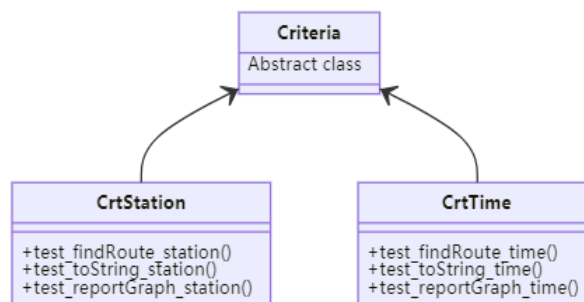 Criteria
Abstract class
CrtStation
+test_findRoute_station()
+test_toString_station()
+test_reportGraph_station()
CrtTime
+test_findRoute_time()
+test_toString_time()
+test_reportGraph_time()